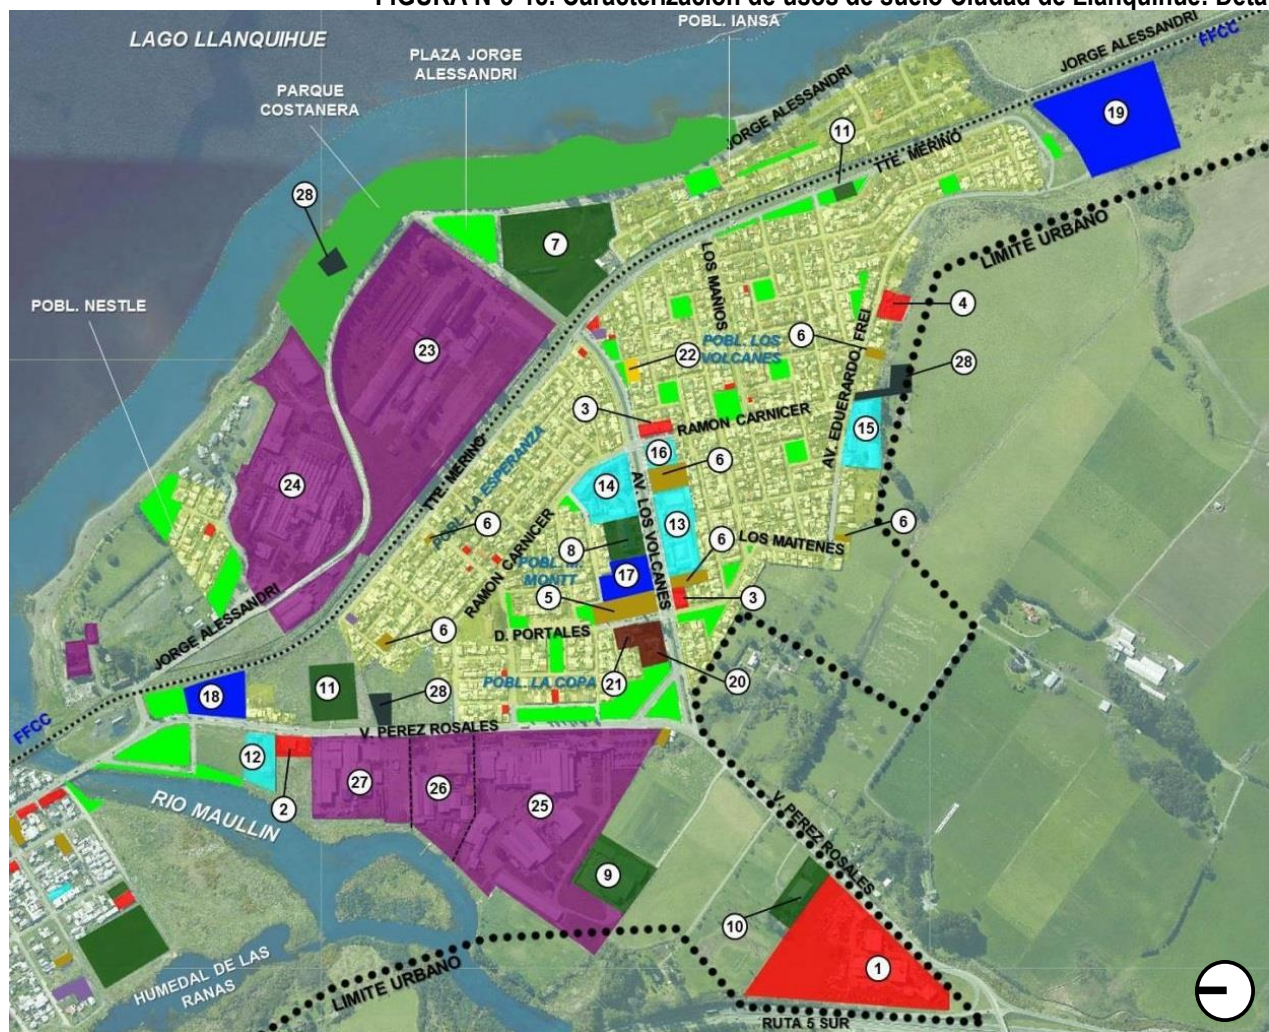 FIGURA N°6-16. Caracterización de usos de suelo Ciudad de Llanquihue. Deta
POBL. IANSA
LAGO LLANQUIHUE
PLAZA JORGE
ALESSANDRI
PARQUE
COSTANERA
JORGE ALESSANDRI
FFCC
JORGE ALESSANDRI
19
11
TTE. MERINO
28
7
LIMITE URBANO
LOS MAÑIOS
POBL. NESTLE
4
6
POBL. LOS
VOLCANES
23
22
28
AV. EDUERARDO. FREI
3
RAMON CARNICER
15
16
6
TTE. MERINO
POBL. LA ESPERANZA
24
14
AV. LOS VOLCANES
13
6
6
8
6
LOS MAITENES
RAMON CARNICER
MONTT
17
5
3
JORGE ALESSANDRI
6
D. PORTALES
11
28
POBL. LA COPA
21
20
18
FFCC
V. PEREZ ROSALES
12
27
26
25
2
RIO MAULLIN
9
V. PEREZ ROSALES
10
1
HUMEDAL DE LAS
RANAS
LIMITE URBANO
RUTA 5 SUR